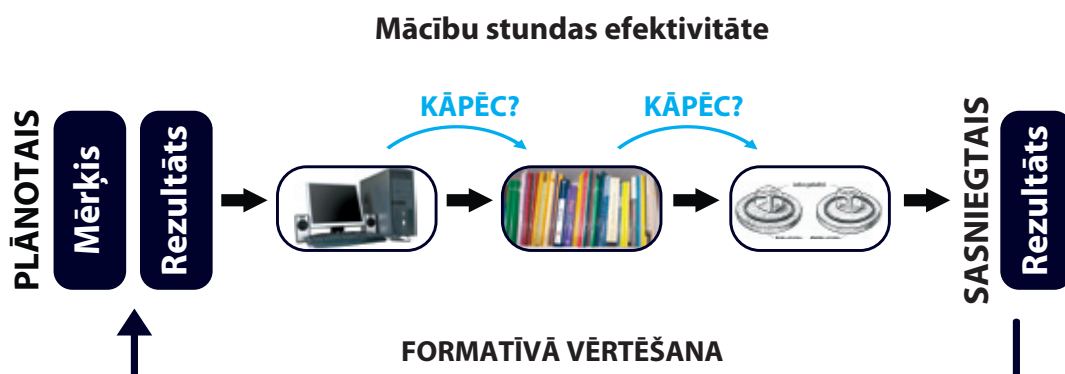 Mācību stundas efektivitāte
PLĀNOTAIS
Mērķis
Rezultāts
KĀPĒC?
KĀPĒC?
SASNIEGTAIS
Rezultāts
FORMATĪVĀ VĒRTĒŠANA